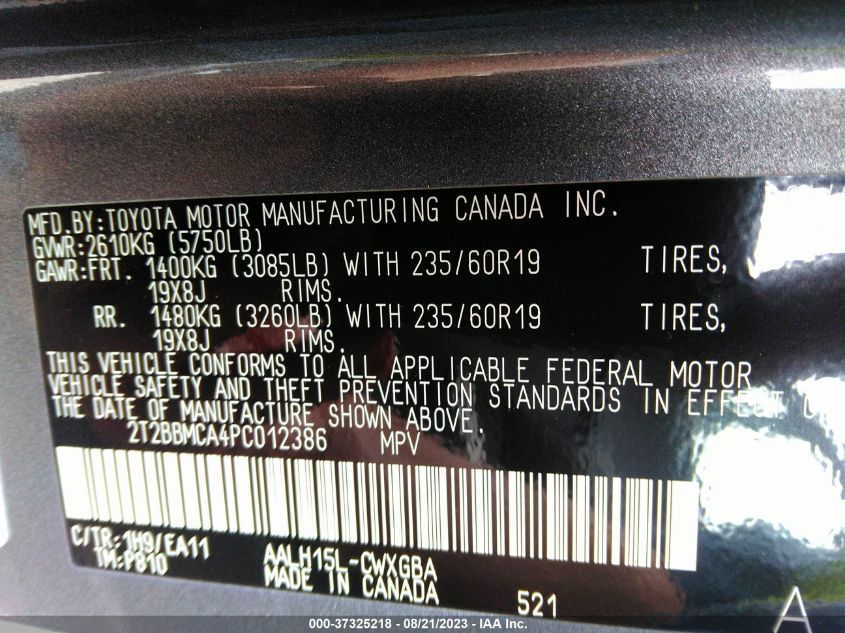 MFD.BY:TOYOTA MOTOR MANUFACTURING CANADA INC.
GVWR:2610KG (5750LB)
GAWR:FRT. 1400KG (3085LB) WITH 235/60R19 TIRES,
19X8J RIMS.
RR. 1480KG (3260LB) WITH 235/60R19 TIRES,
19X8J RIMS.
THIS VEHICLE CONFORMS TO ALL APPLICABLE FEDERAL MOTOR
VEHICLE SAFETY AND THEFT PREVENTION STANDARDS IN EFFECT
THE DATE OF MANUFACTURE SHOWN ABOVE.
2T2BBMCA4PC012386 MPV
C/TR:1H9/EA11 AALH15L-CWXGBA
TM:P810 MADE IN CANADA 521
A
000-37325218 - 08/21/2023 - IAA Inc.